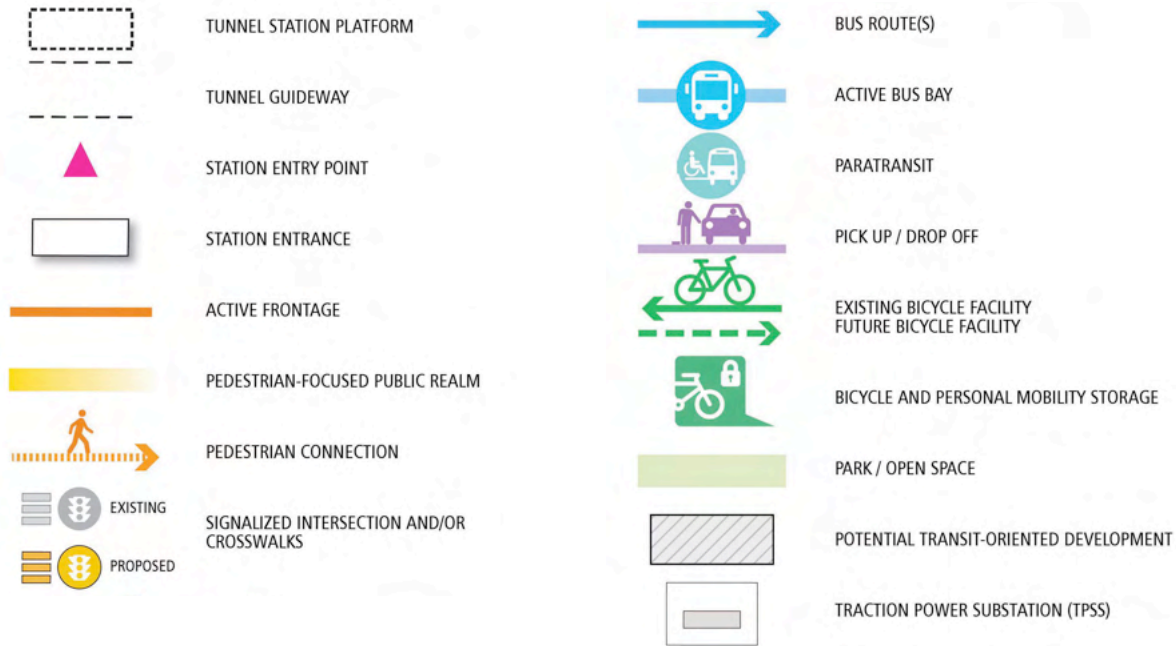 TUNNEL STATION PLATFORM
TUNNEL GUIDEWAY
STATION ENTRY POINT
STATION ENTRANCE
ACTIVE FRONTAGE
PEDESTRIAN-FOCUSED PUBLIC REALM
PEDESTRIAN CONNECTION
EXISTING
PROPOSED
SIGNALIZED INTERSECTION AND/OR
CROSSWALKS
BUS ROUTE(S)
ACTIVE BUS BAY
PARATRANSIT
PICK UP / DROP OFF
EXISTING BICYCLE FACILITY
FUTURE BICYCLE FACILITY
BICYCLE AND PERSONAL MOBILITY STORAGE
PARK / OPEN SPACE
POTENTIAL TRANSIT-ORIENTED DEVELOPMENT
TRACTION POWER SUBSTATION (TPSS)